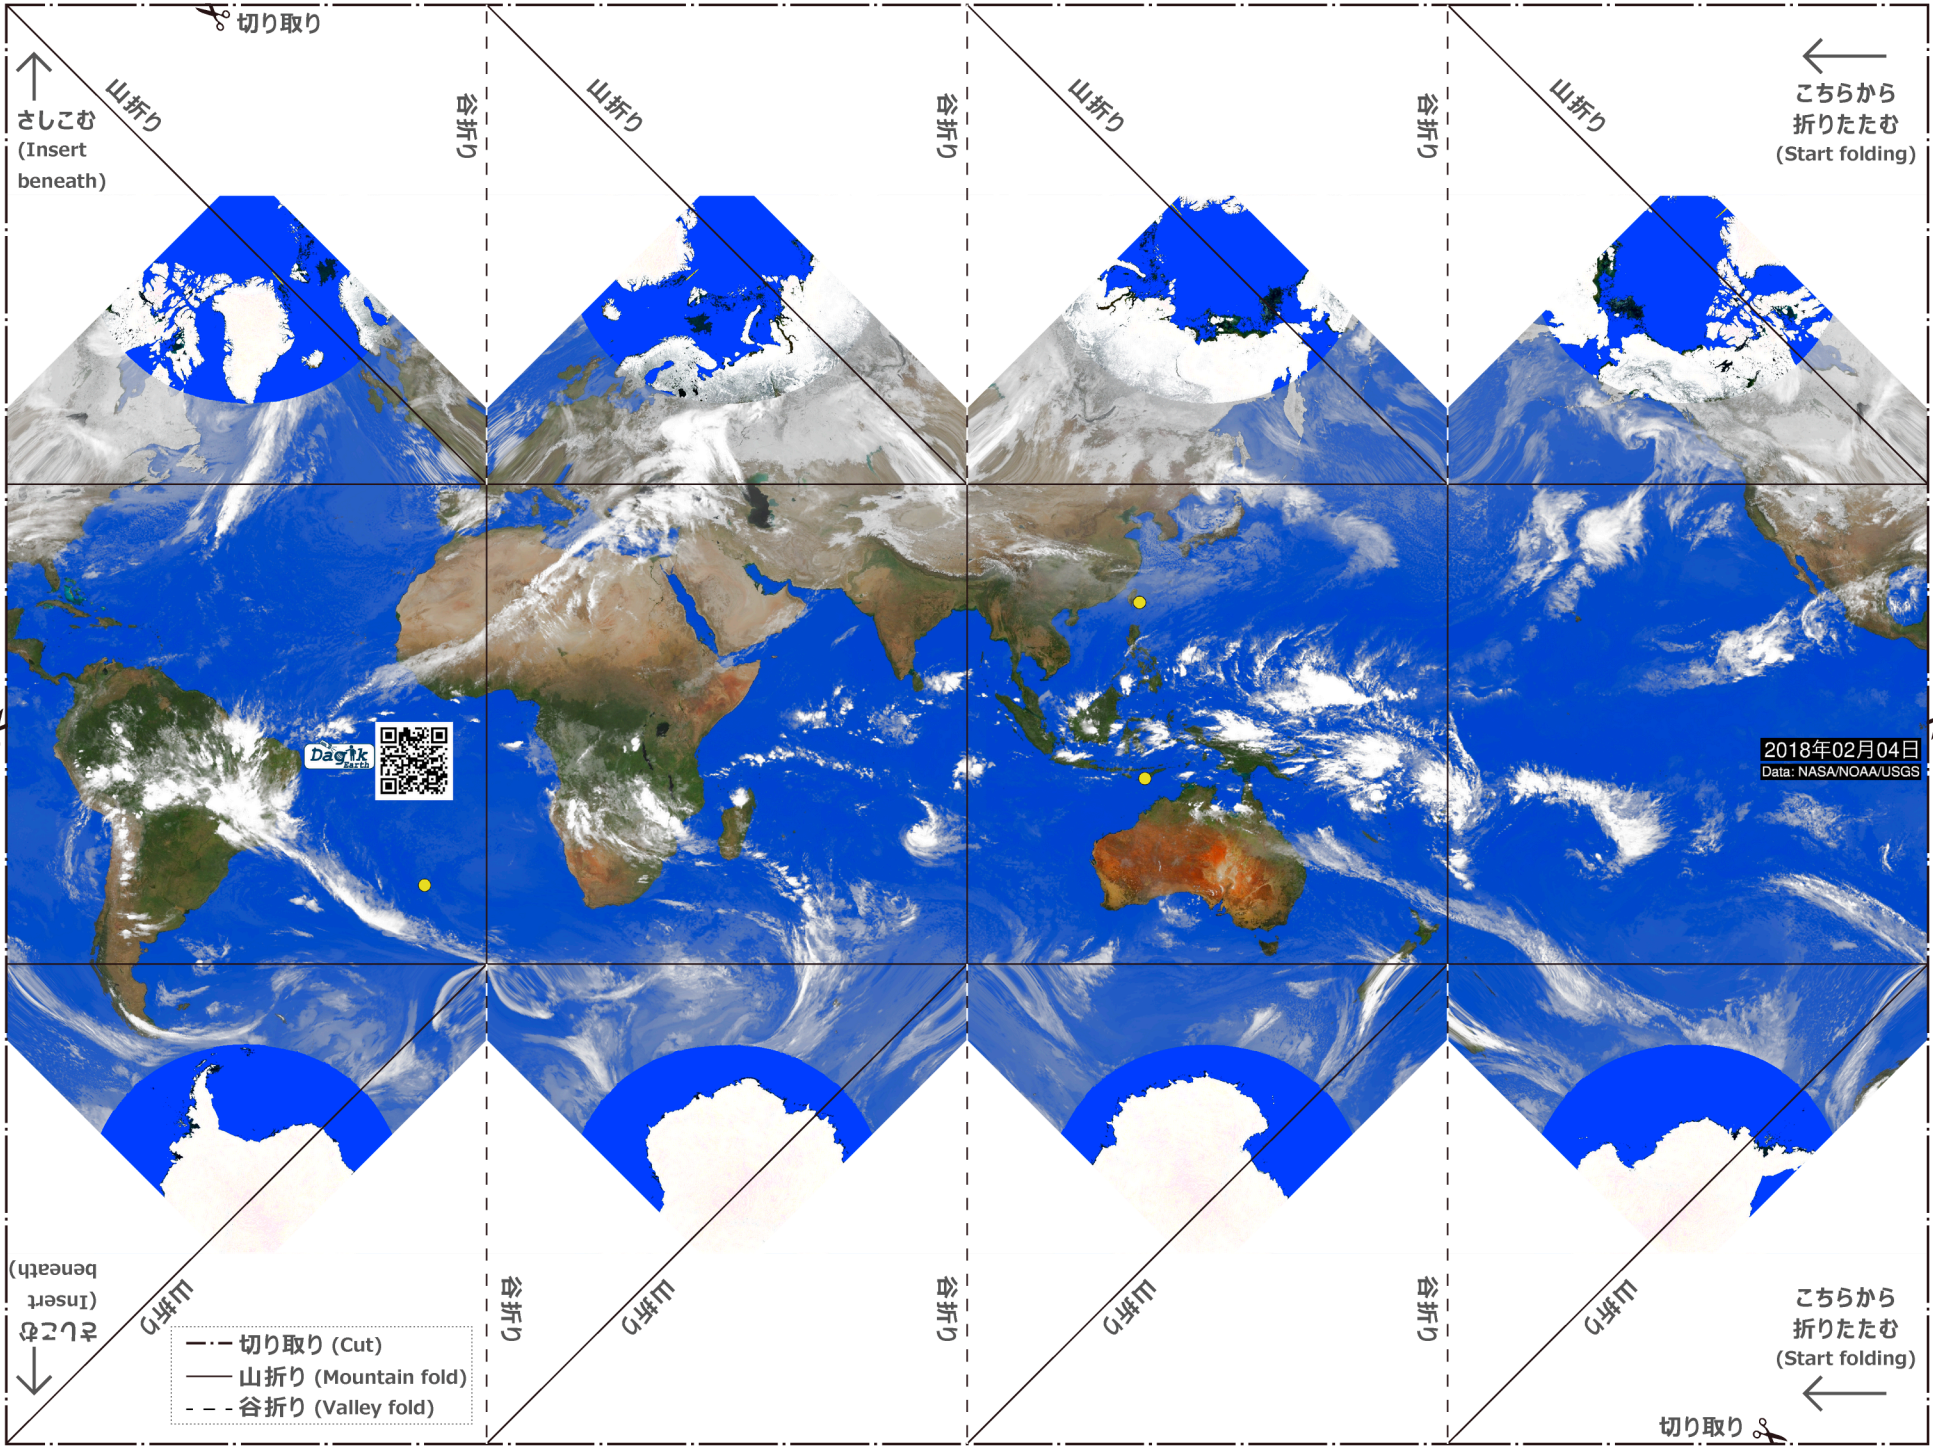 切り取り
さしこむ
(Insert
beneath)
山折り
谷折り
山折り
谷折り
山折り
谷折り
山折り
こちらから
折りたたむ
(Start folding)
Dagik
Earth
2018年02月04日
Data: NASA/NOAA/USGS
さしこむ
(Insert
beneath)
山折り
谷折り
山折り
谷折り
山折り
谷折り
山折り
こちらから
折りたたむ
(Start folding)
切り取り (Cut)
山折り (Mountain fold)
谷折り (Valley fold)
切り取り